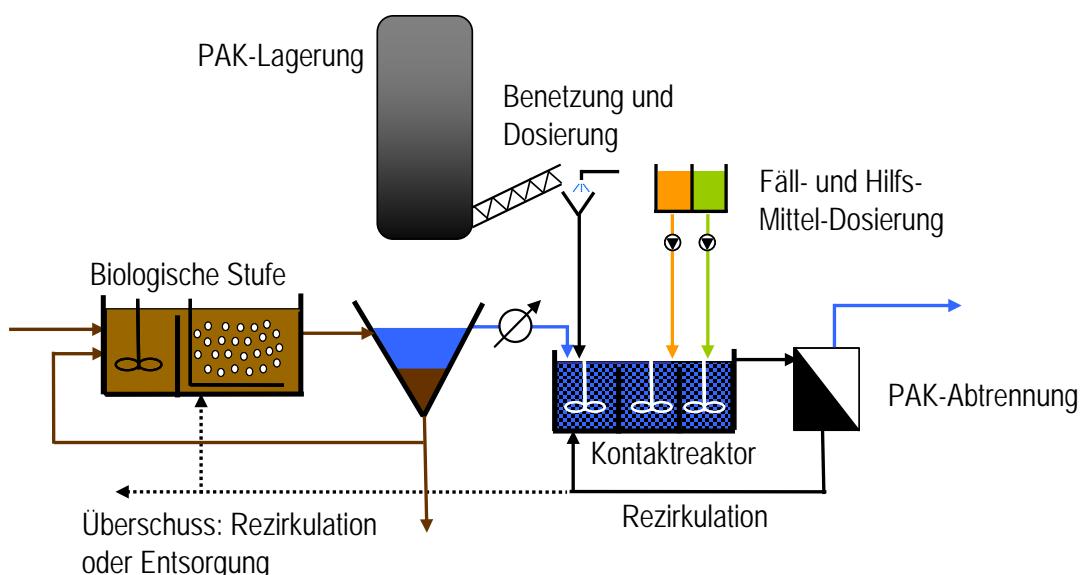 PAK-Lagerung
Benetzung und
Dosierung
Fäll- und Hilfs-
Mittel-Dosierung
Biologische Stufe
PAK-Abtrennung
Kontaktreaktor
Rezirkulation
Überschuss: Rezirkulation
oder Entsorgung